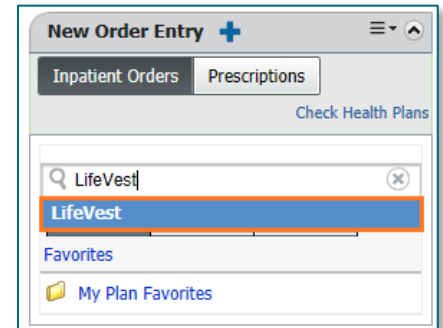 New Order Entry
Inpatient Orders Prescriptions
Check Health Plans
LifeVest
LifeVest
Favorites
My Plan Favorites